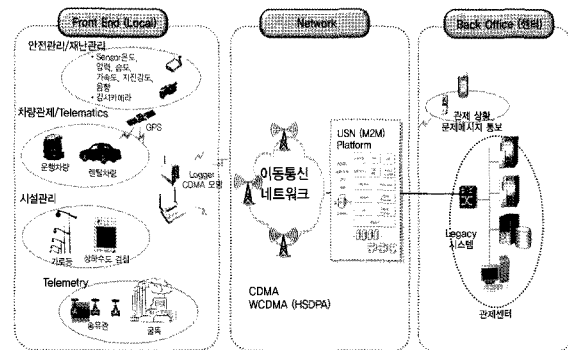 Front End (Local)
Network
Back Office (센터)
안전관리/재난관리
• Sensor온도,
압력, 습도,
가속도, 지진강도,
음향
• 감시카메라
차량관제/Telematics
GPS
운행차량
렌탈차량
Logger
CDMA 모뎀
시설관리
가로등
상하수도 검침
Telemetry
송유관
굴뚝
이동통신
네트워크
USN (M2M)
Platform
CDMA
WCDMA (HSDPA)
관제 상황,
문제메시지 통보
Legacy
시스템
관제센터